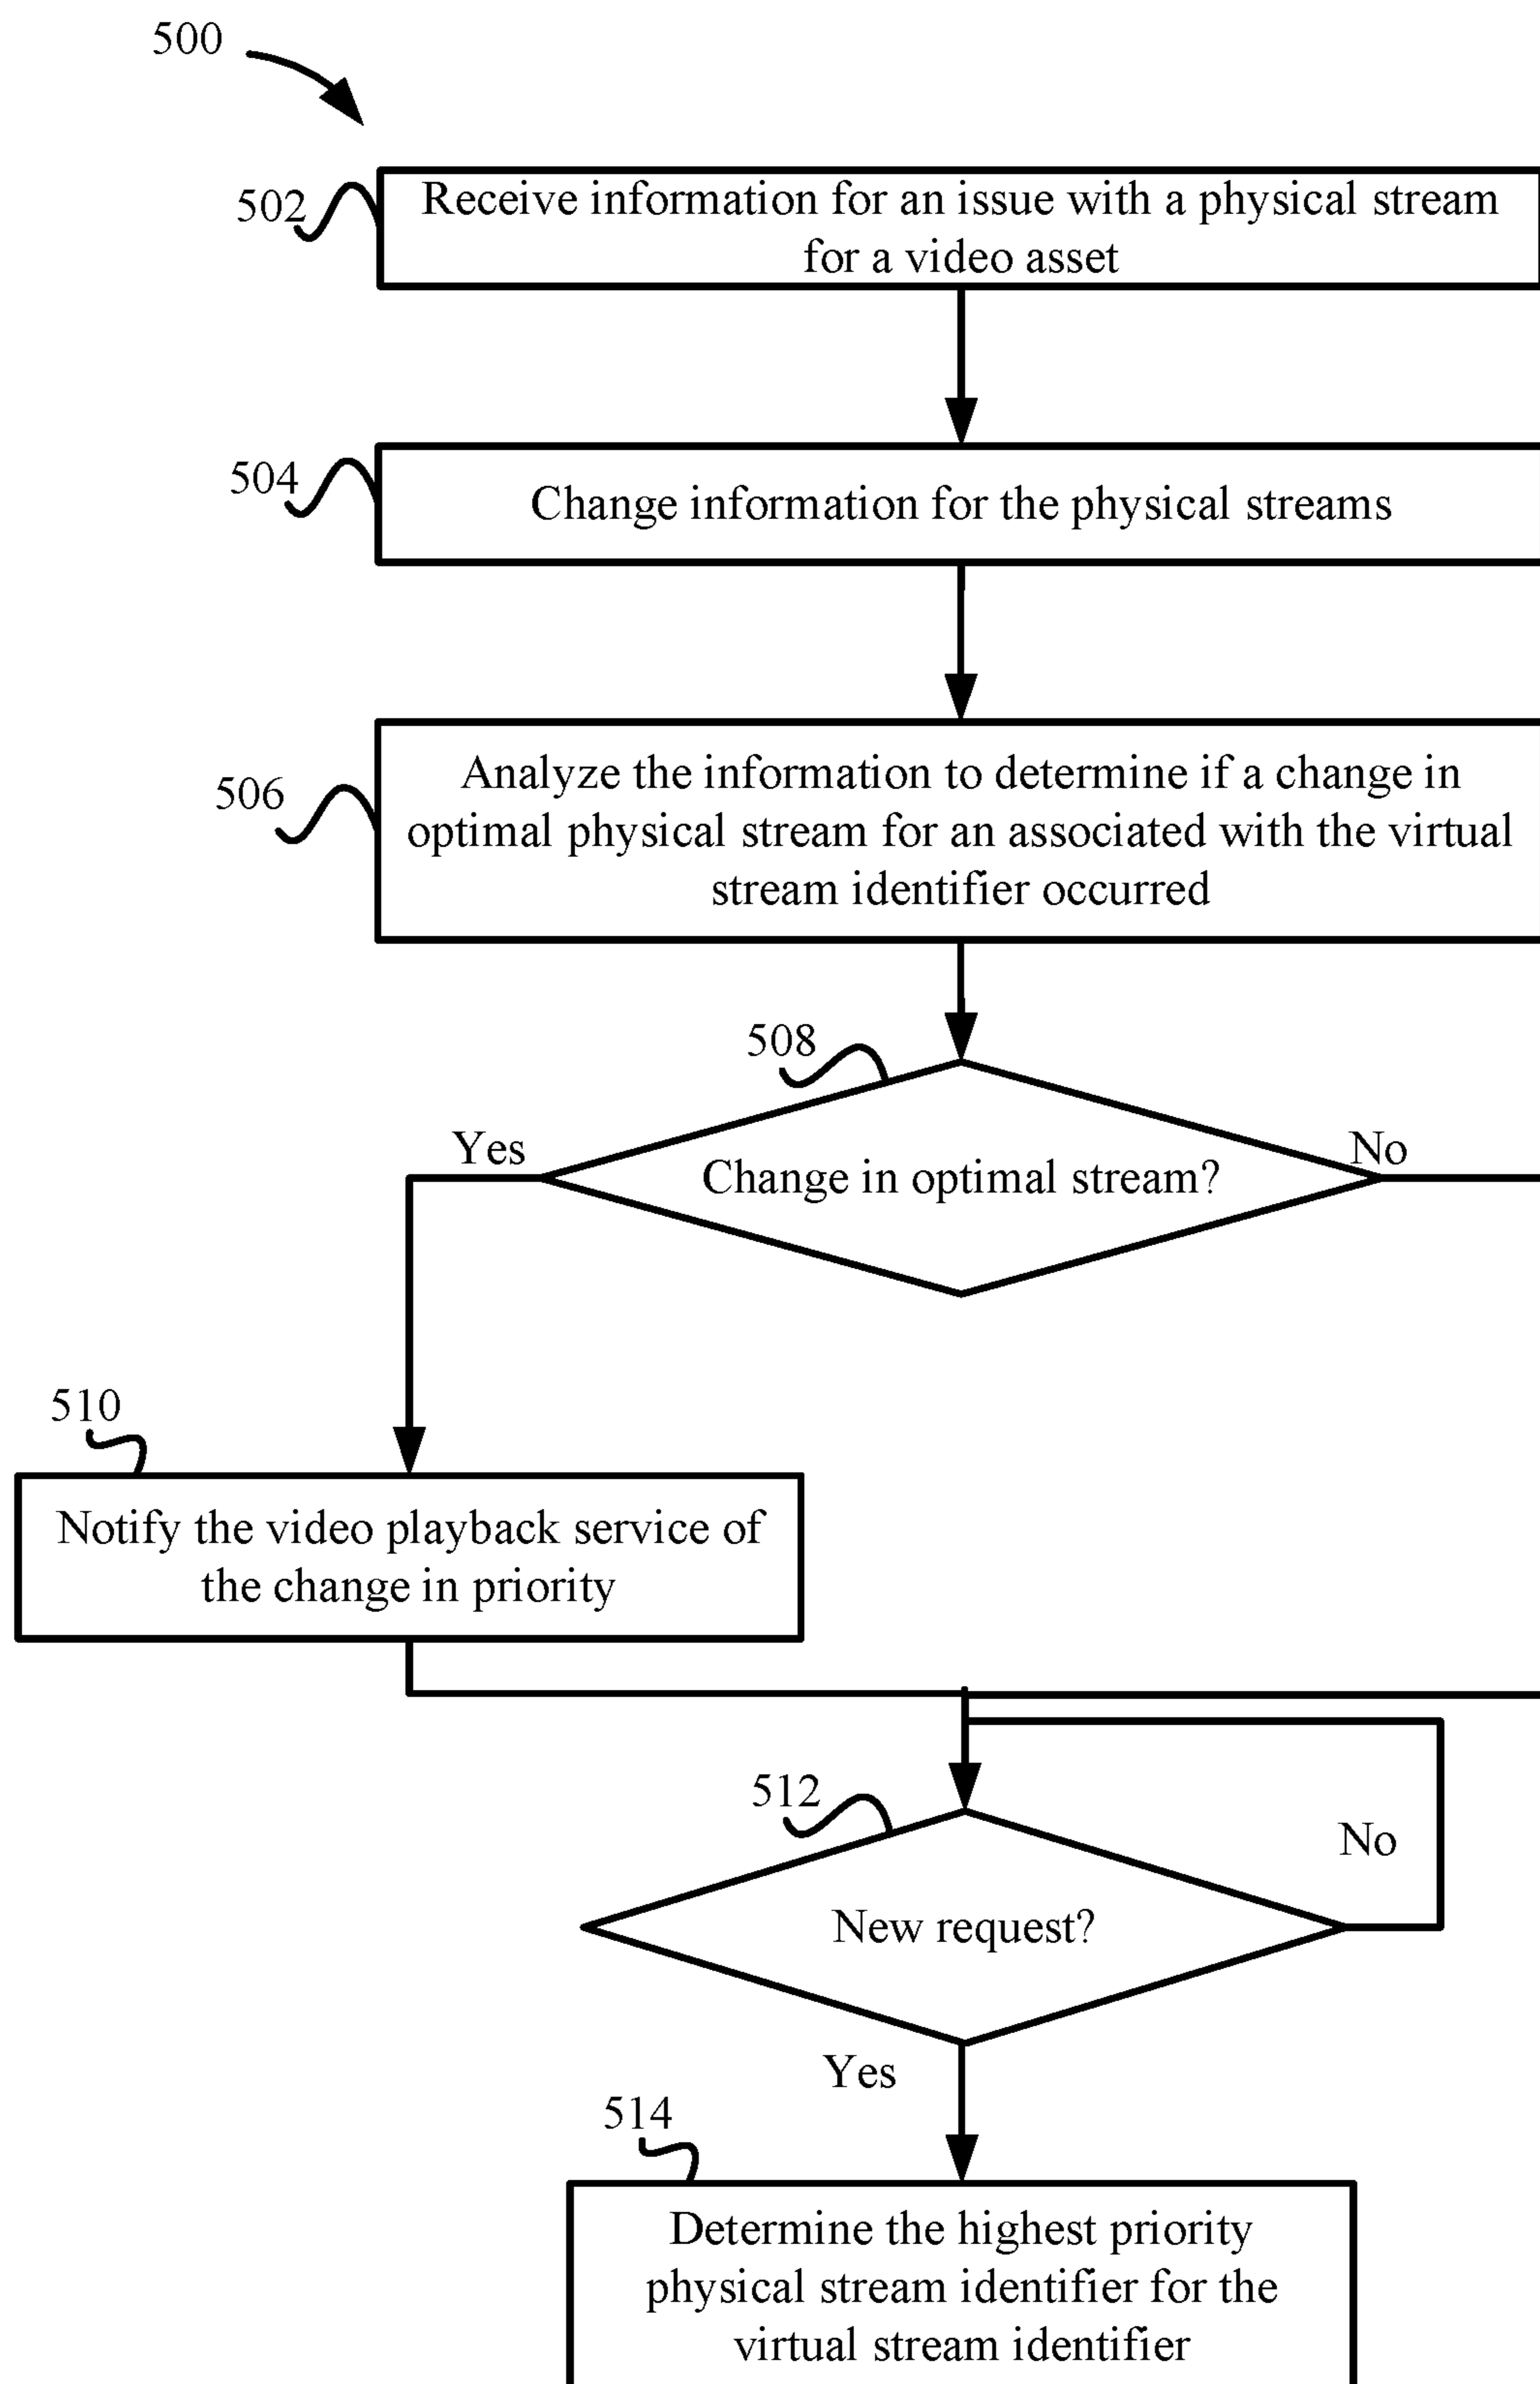 500
502
Receive information for an issue with a physical stream
for a video asset
504
Change information for the physical streams
506
Analyze the information to determine if a change in
optimal physical stream for an associated with the virtual
stream identifier occurred
508
Yes
No
Change in optimal stream?
510
Notify the video playback service of
the change in priority
512
No
New request?
Yes
514
Determine the highest priority
physical stream identifier for the
virtual stream identifier